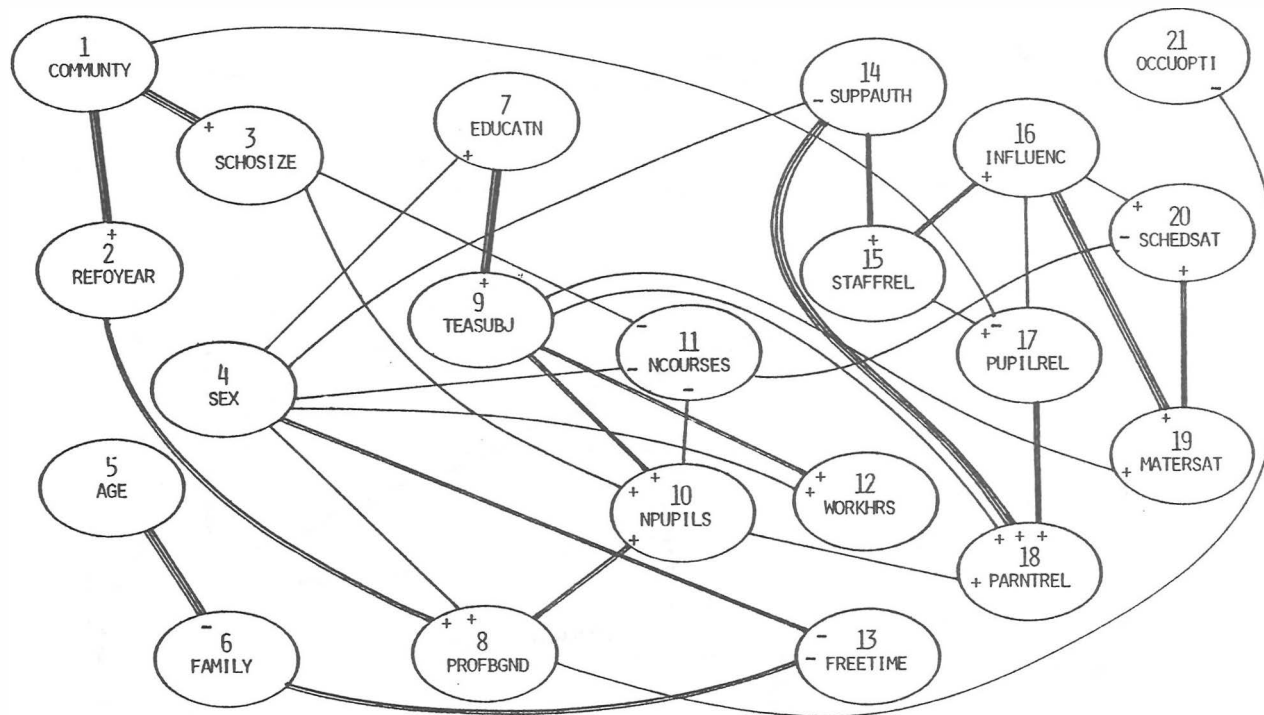 1
COMMUNTY
+
3
SCHOSIZE
+
2
REFOYEAR
4
SEX
5
AGE
-
6
FAMILY
7
EDUCATN
+
+
9
TEASUBJ
-
11
NCOURSES
-
-
+
+
10
NPUPILS
+
+
+
12
WORKHRS
+
+
8
PROFBGND
-
13
FREETIME
-
14
SUPPAUTH
-
+
15
STAFFREL
16
INFLUENC
+
-
+
17
PUPILREL
+
+
+
18
PARNTREL
+
+
19
MATERSAT
+
+
20
SCHEDSAT
-
+
21
OCCUOPTI
-